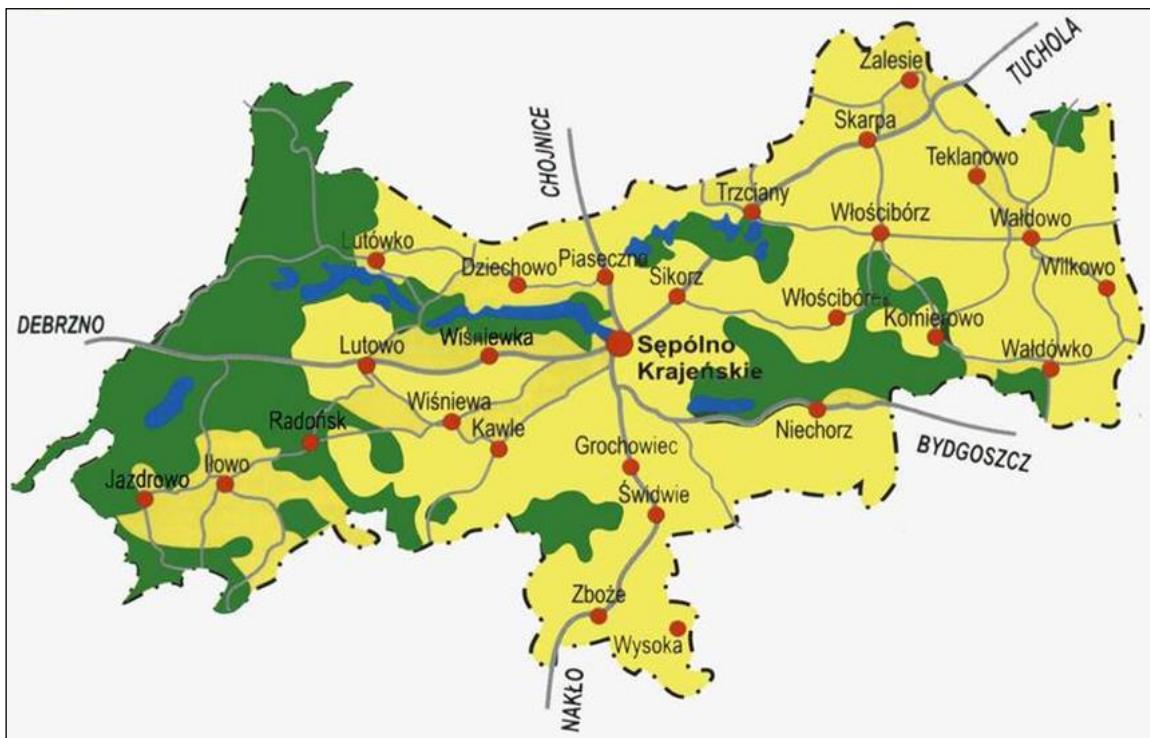 Zalesie
TUCHOLA
CHOJNICE
Skarpa
Teklanowo
Trzciany
Włościbórz
Wałdowo
Lutówko
Dziechowo
Piaseczno
Sikorz
Wilkowo
Włościbórek
Komierowo
DEBRZNO
Lutowo
Wiśniewka
Sępólno
Krajeńskie
Wałdówko
Wiśniewa
Radońsk
Kawle
Niechorz
BYDGOSZCZ
Jazdrowo
Iłowo
Grochowiec
Świdwie
Zboże
Wysoka
NAKŁO